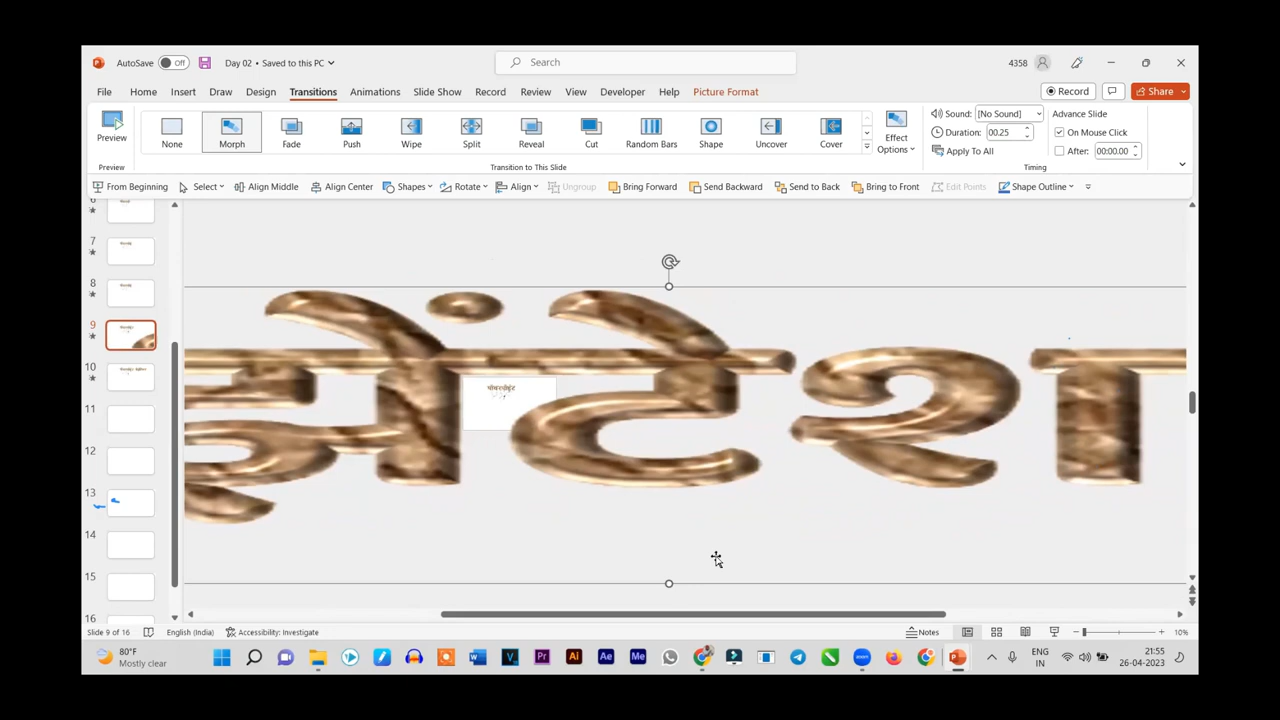 AutoSave Off Day 02 • Saved to this PC Search 4358
File Home Insert Draw Design Transitions Animations Slide Show Record Review View Developer Help Picture Format Record Share
Preview None Morph Fade Push Wipe Split Reveal Cut Random Bars Shape Uncover Cover Effect Options
Sound: [No Sound] Advance Slide
Duration: 00.25 On Mouse Click
Apply To All After: 00:00.00
Preview Transition to This Slide Timing
From Beginning Select Align Middle Align Center Shapes Rotate Align Ungroup Bring Forward Send Backward Send to Back Bring to Front Edit Points Shape Outline
6
7
8
9
10
11
12
13
14
15
16
पॉवरपोइंट
Slide 9 of 16 English (India) Accessibility: Investigate Notes 10%
80°F
Mostly clear
ENG
IN
21:55
26-04-2023